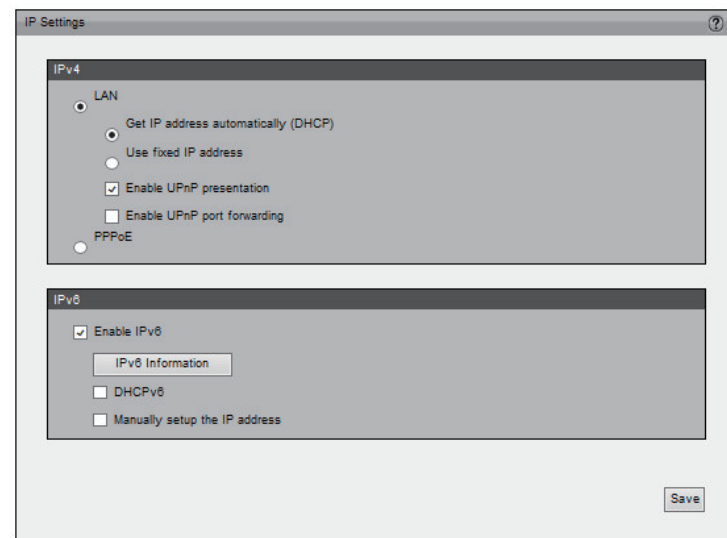 IP Settings
?
IPv4
LAN
Get IP address automatically (DHCP)
Use fixed IP address
Enable UPnP presentation
Enable UPnP port forwarding
PPPoE
IPv6
Enable IPv6
IPv6 Information
DHCPv6
Manually setup the IP address
Save